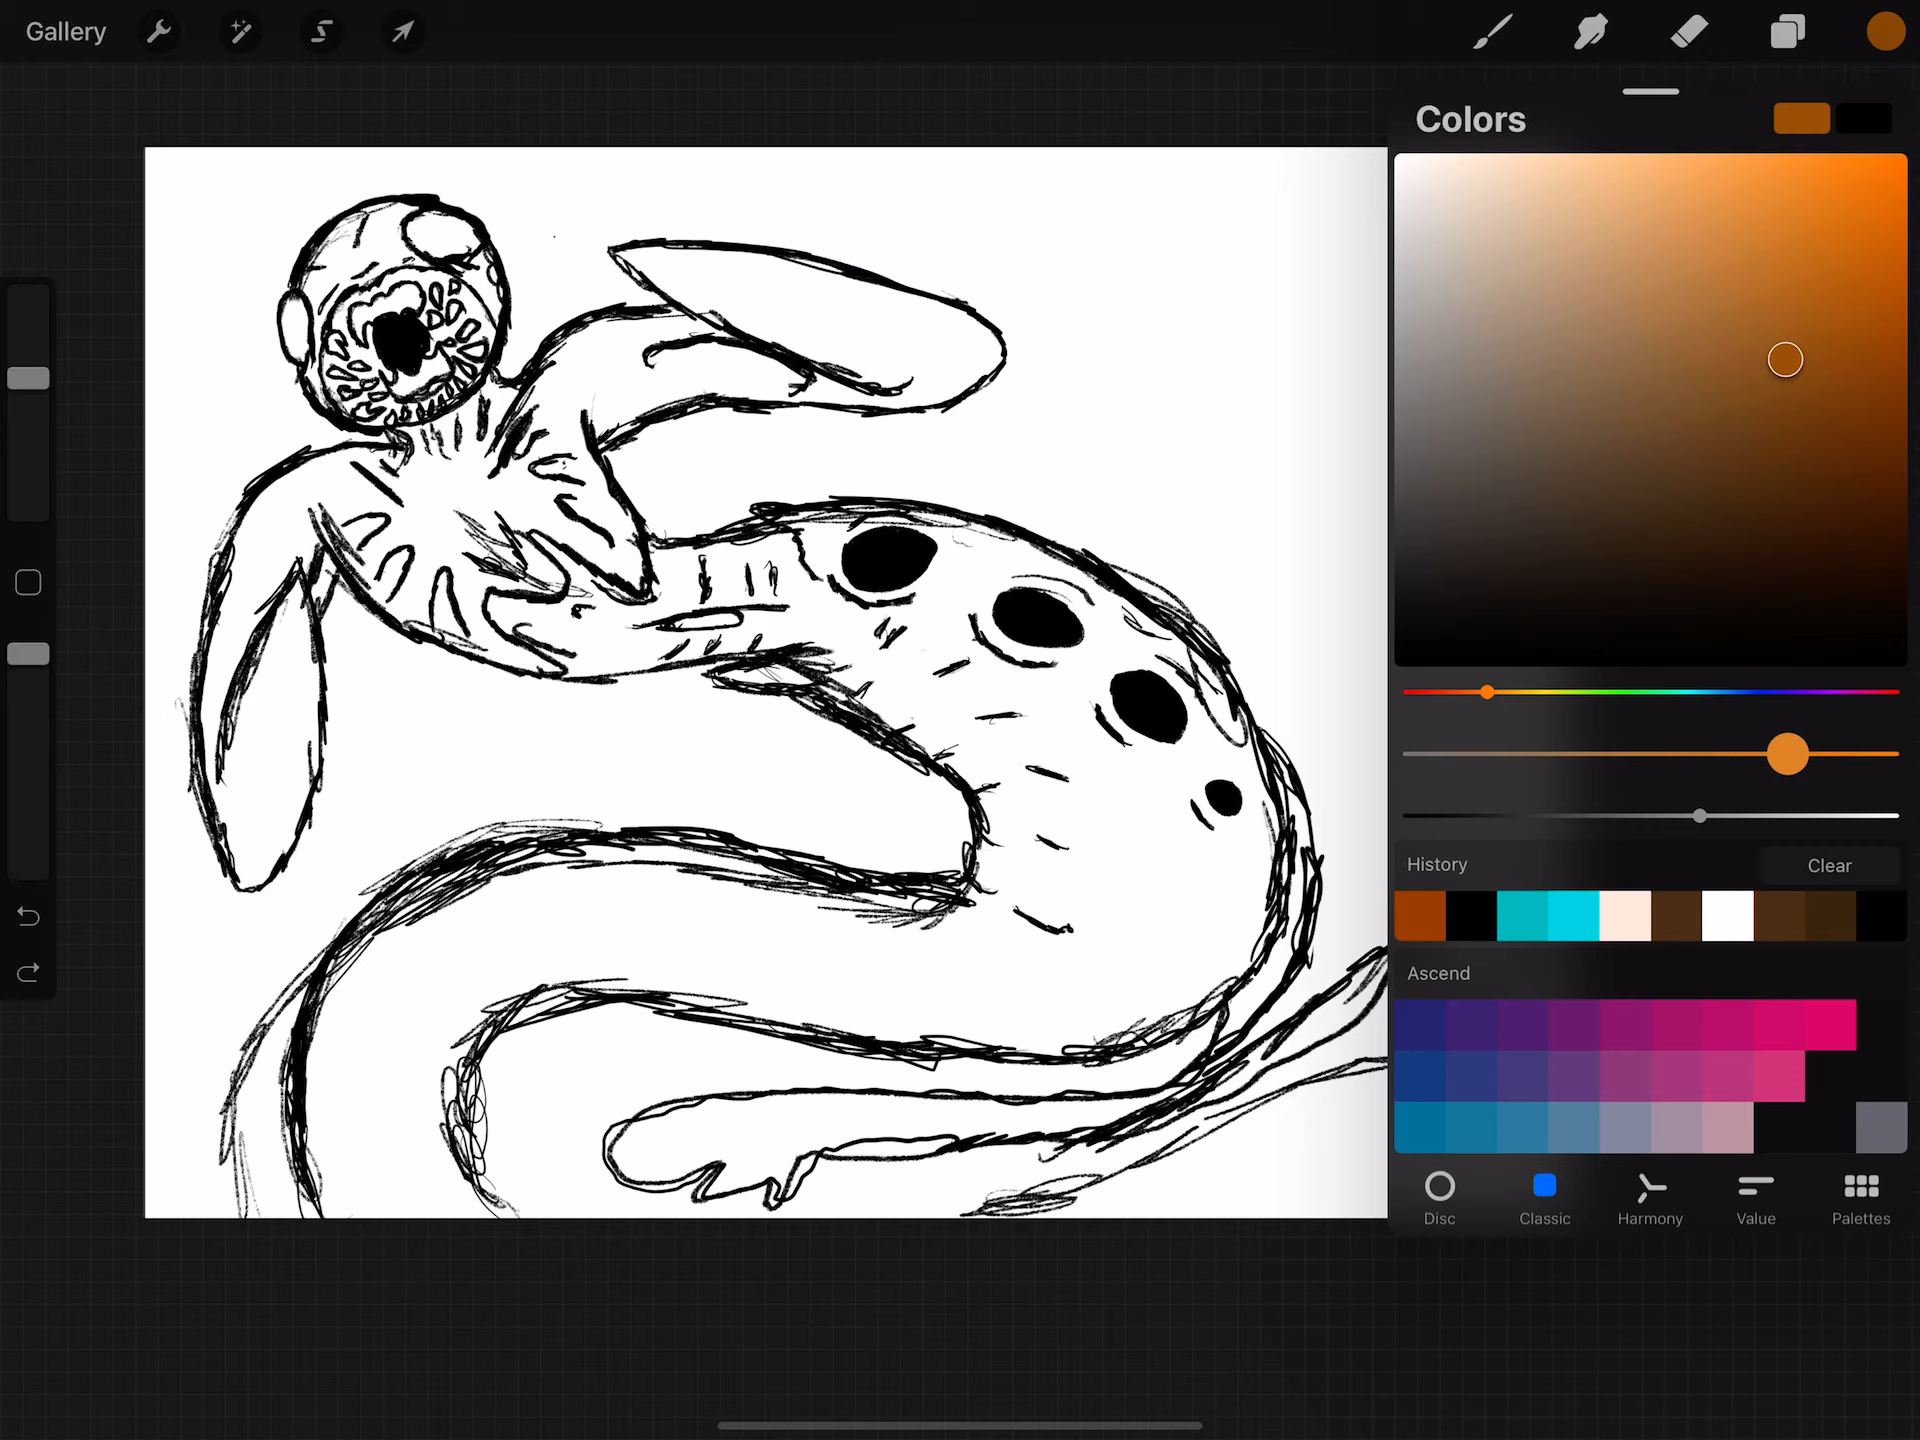 Gallery
Colors
History
Clear
Ascend
Disc
Classic
Harmony
Value
Palettes